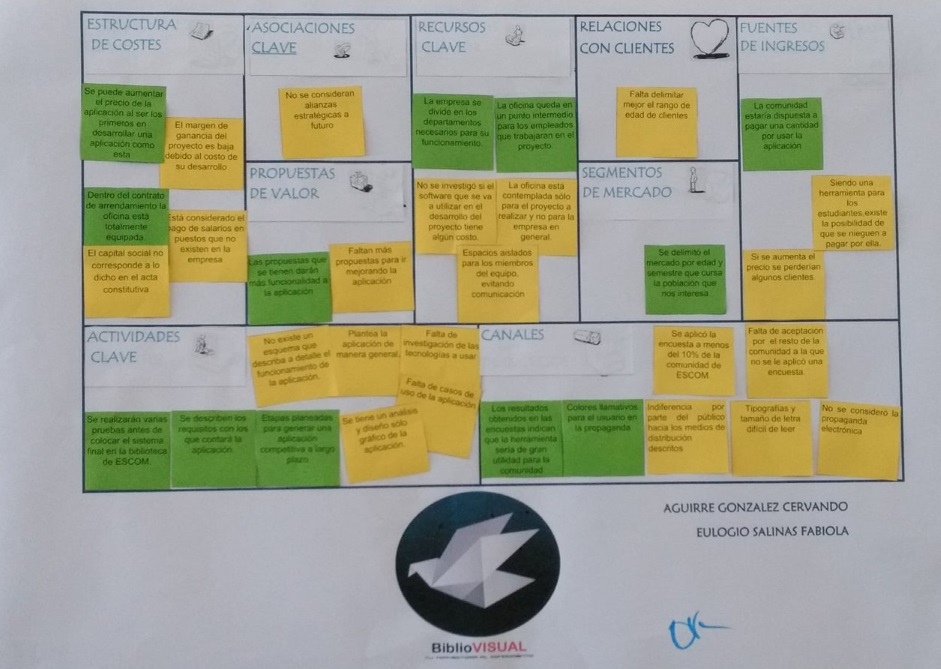 ESTRUCTURA
DE COSTES
Se puede aumentar
el precio de la
aplicación al ser los
primeros en
desarrollar una
aplicación como
esta
El margen de
ganancia del
proyecto es baja
debido al costo de
su desarrollo
Dentro del contrato
de arrendamiento la
oficina está
totalmente
equipada.
Está considerado el
pago de salarios en
puestos que no
existen en la
empresa
El capital social no
corresponde a lo
dicho en el acta
constitutiva
ASOCIACIONES
CLAVE
No se consideran
alianzas
estratégicas a
futuro
PROPUESTAS
DE VALOR
Las propuestas que
se tienen darán
más funcionalidad a
la aplicación
Faltan más
propuestas para ir
mejorando la
aplicación
RECURSOS
CLAVE
La empresa se
divide en los
departamentos
necesarios para su
funcionamiento.
La oficina queda en
un punto intermedio
para los empleados
que trabajaran en el
proyecto.
No se investigó si el
software que se va
a utilizar en el
desarrollo del
proyecto tiene
algún costo.
La oficina está
contemplada sólo
para el proyecto a
realizar y no para la
empresa en
general.
Espacios aislados
para los miembros
del equipo.
evitando
comunicación
RELACIONES
CON CLIENTES
Falta delimitar
mejor el rango de
edad de clientes
SEGMENTOS
DE MERCADO
Se delimitó el
mercado por edad y
semestre que cursa
la población que
nos interesa
FUENTES
DE INGRESOS
La comunidad
estaría dispuesta a
pagar una cantidad
por usar la
aplicación
Siendo una
herramienta para
los
estudiantes,existe
la posibilidad de
que se nieguen a
pagar por ella.
Si se aumenta el
precio se perderían
algunos clientes.
ACTIVIDADES
CLAVE
No existe un
esquema que
describa a detalle el
funcionamiento de
la aplicación.
Plantea la
aplicación de
manera general.
Falta de
investigación de las
tecnologías a usar
Falta de casos de
uso de la aplicación
Se realizarán varias
pruebas antes de
colocar el sistema
final en la biblioteca
de ESCOM.
Se describen los
requisitos con los
que contará la
aplicación
Etapas planeadas
para generar una
aplicación
competitiva a largo
plazo
Se tiene un análisis
y diseño sólo
gráfico de la
aplicación
CANALES
Se aplicó la
encuesta a menos
del 10% de la
comunidad de
ESCOM
Falta de aceptacion
por el resto de la
comunidad a la que
no se le aplicó una
encuesta
Los resultados
obtenidos en las
encuestas indican
que la herramienta
sería de gran
utilidad para la
comunidad
Colores llamativos
para el usuario en
la propaganda
Indiferencia por
parte del público
hacia los medios de
distribución
descritos
Tipografías y
tamaño de letra
difícil de leer
No se consideró la
propaganda
electrónica
AGUIRRE GONZALEZ CERVANDO
EULOGIO SALINAS FABIOLA
BiblioVISUAL